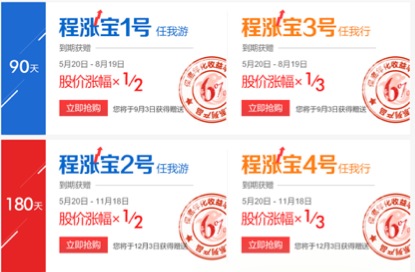 90天
程涨宝1号 任我游
到期获赠
5月20日 - 8月19日
股价涨幅×1/2
立即抢购 您将于9月3日获得赠送
程涨宝3号 任我行
到期获赠
5月20日 - 8月19日
股价涨幅×1/3
立即抢购 您将于9月3日获得赠送
180天
程涨宝2号 任我游
到期获赠
5月20日 - 11月18日
股价涨幅×1/2
立即抢购 您将于12月3日获得赠送
程涨宝4号 任我行
到期获赠
5月20日 - 11月18日
股价涨幅×1/3
立即抢购 您将于12月3日获得赠送